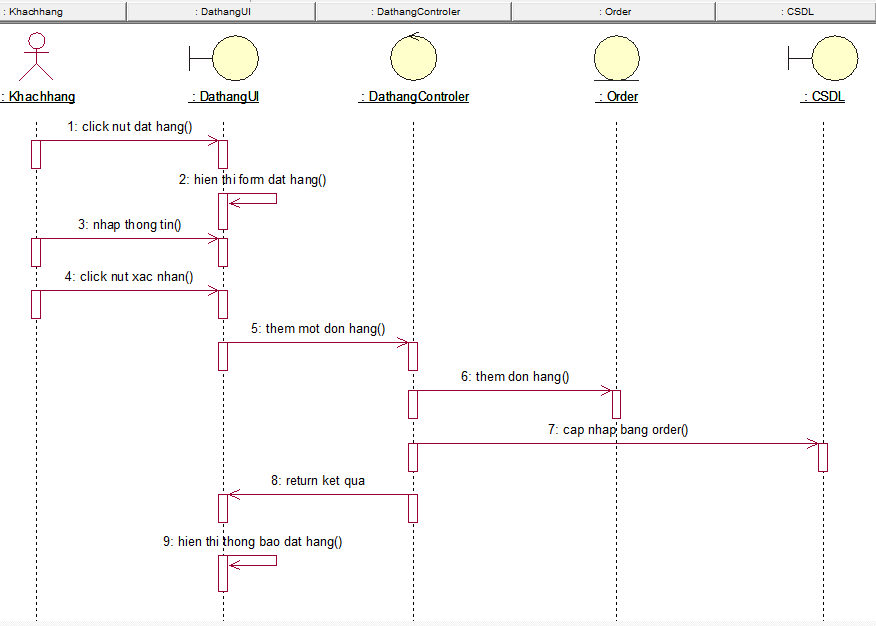 : Khachhang
: DathangUI
: DathangControler
: Order
: CSDL
: Khachhang
: DathangUI
: DathangControler
: Order
: CSDL
1: click nut dat hang()
2: hien thi form dat hang()
3: nhap thong tin()
4: click nut xac nhan()
5: them mot don hang()
6: them don hang()
7: cap nhap bang order()
8: return ket qua
9: hien thi thong bao dat hang()